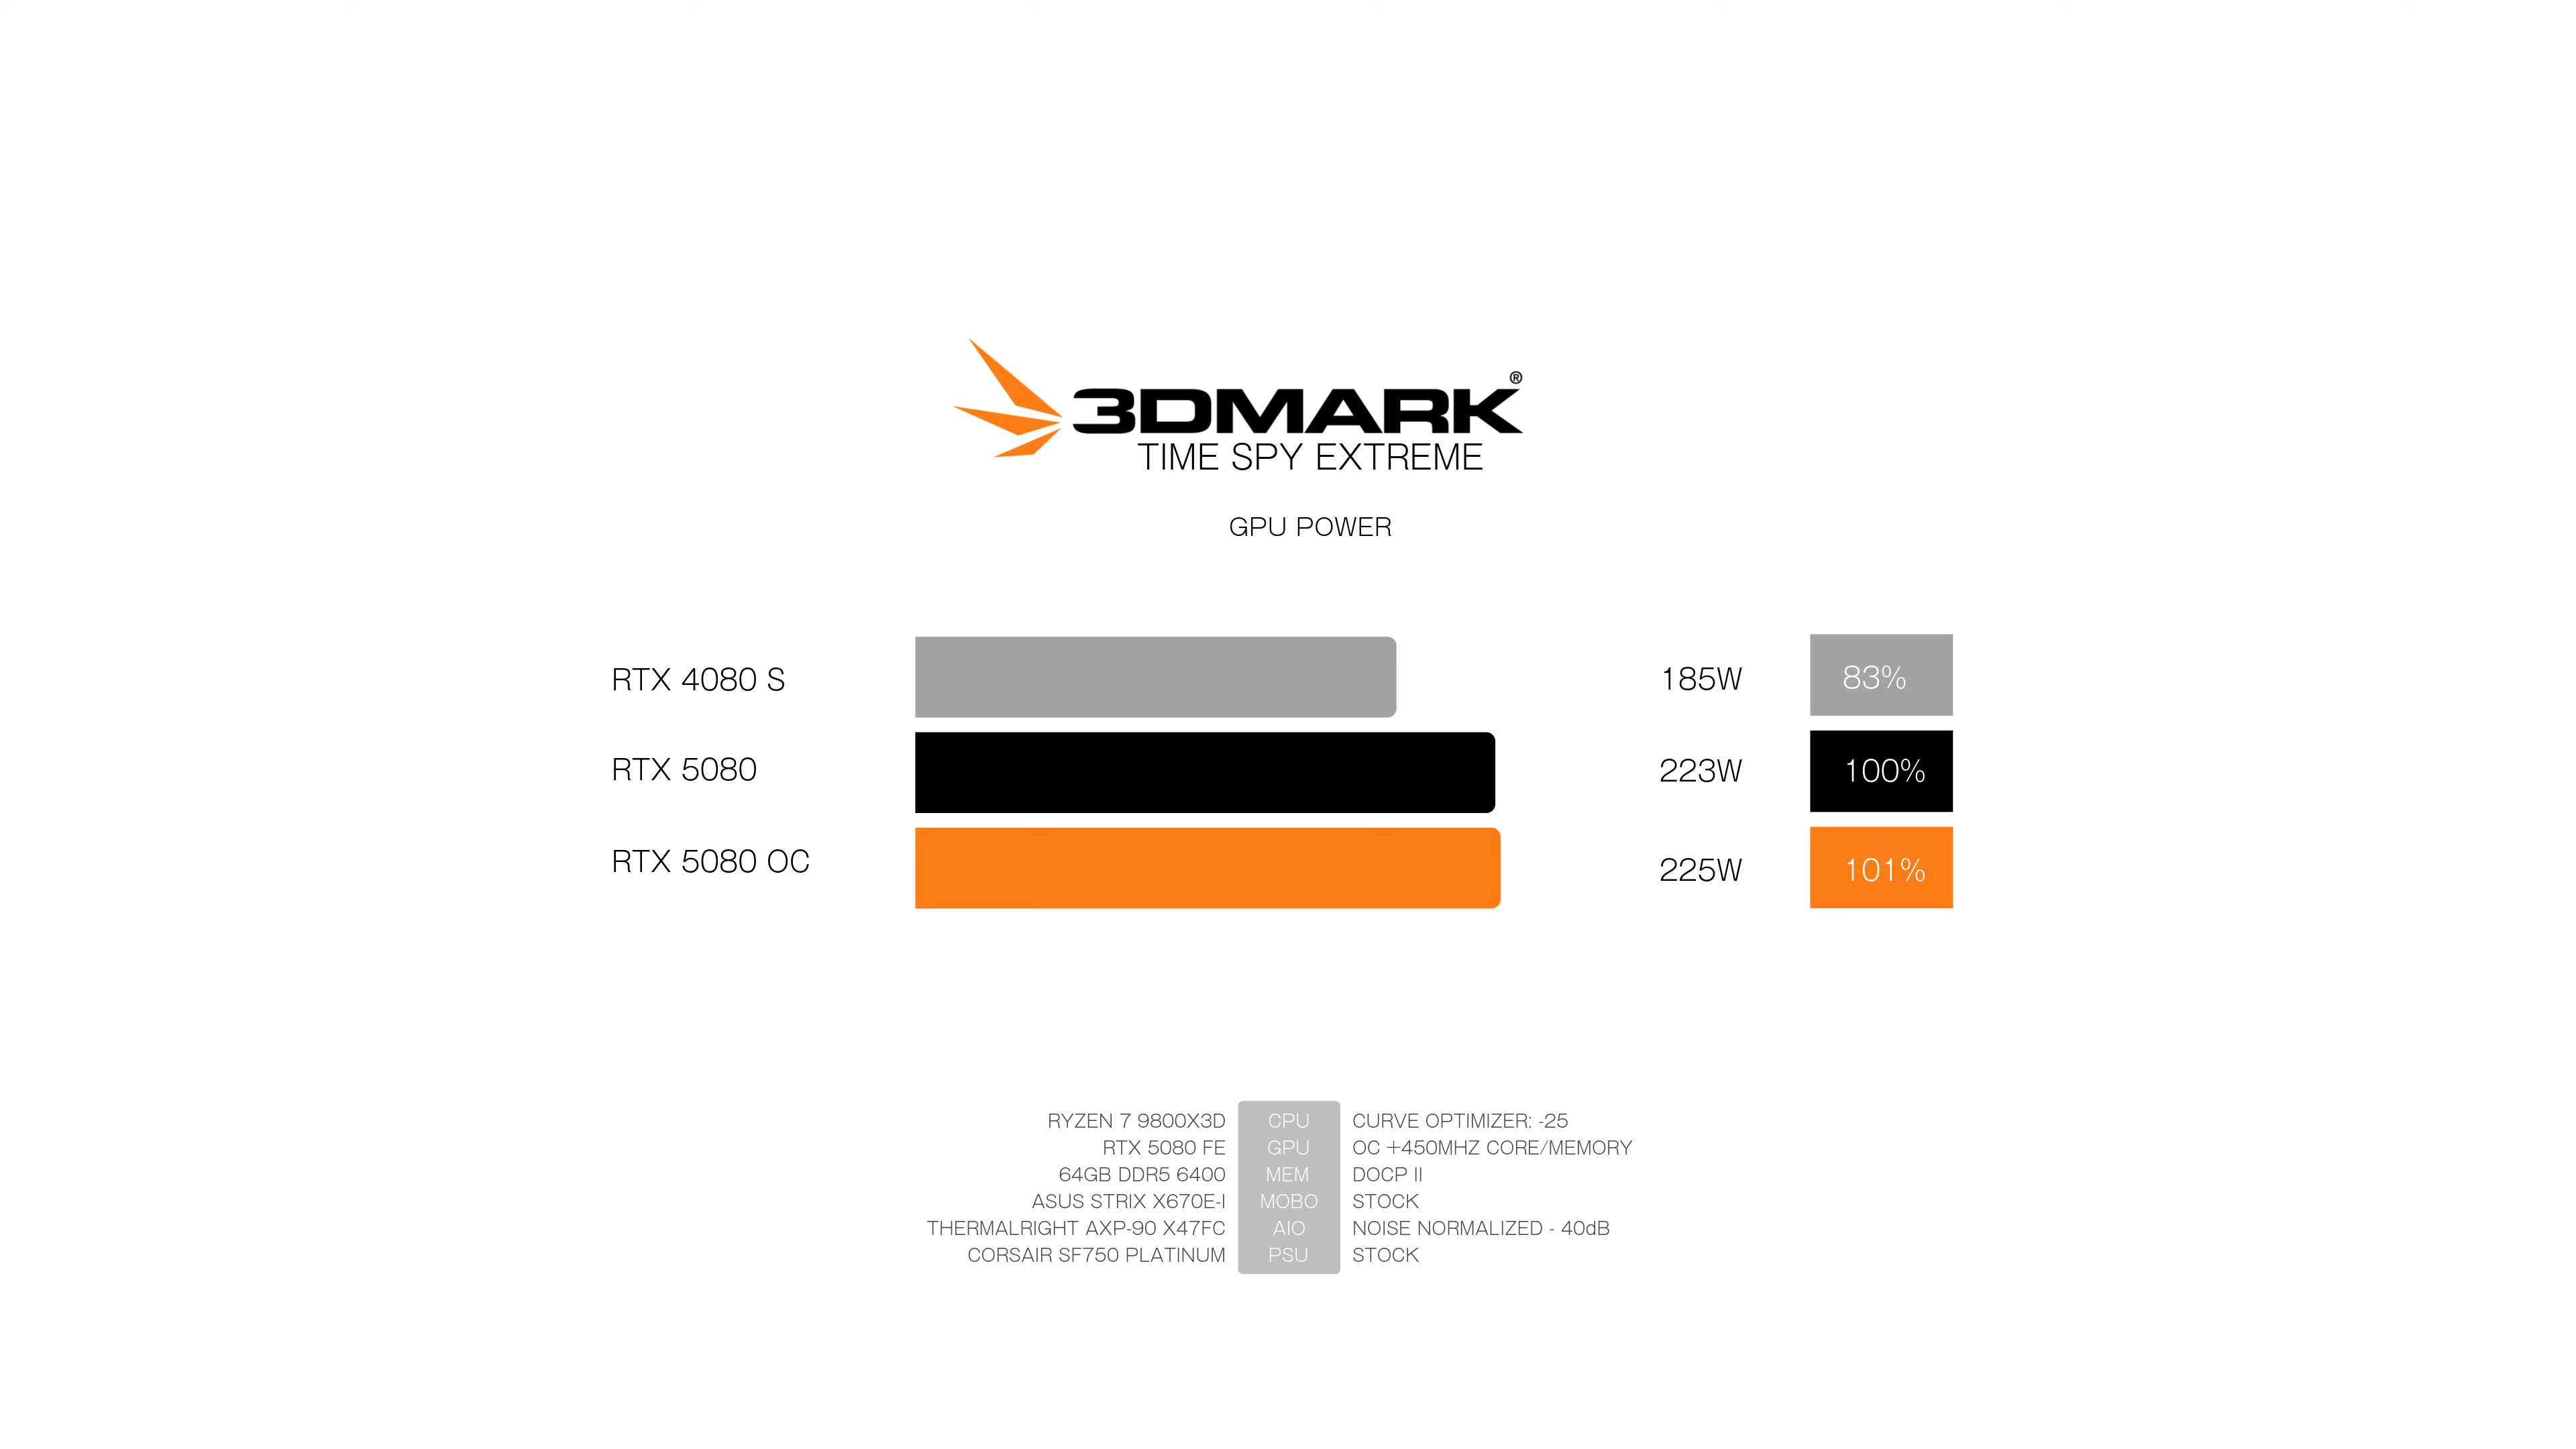 3DMARK®
TIME SPY EXTREME
GPU POWER
RTX 4080 S 185W 83%
RTX 5080 223W 100%
RTX 5080 OC 225W 101%
RYZEN 7 9800X3D CPU CURVE OPTIMIZER: -25
RTX 5080 FE GPU OC +450MHZ CORE/MEMORY
64GB DDR5 6400 MEM DOCP II
ASUS STRIX X670E-I MOBO STOCK
THERMALRIGHT AXP-90 X47FC AIO NOISE NORMALIZED - 40dB
CORSAIR SF750 PLATINUM PSU STOCK